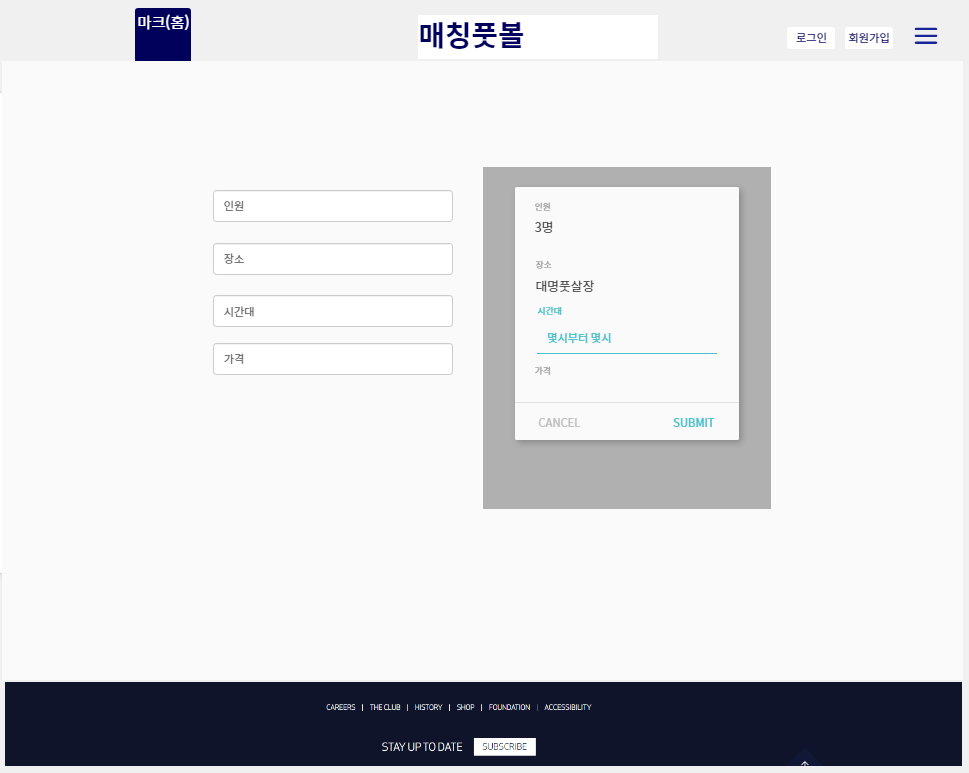 마크(홈)
매칭풋볼
로그인
회원가입
인원
장소
시간대
가격
인원
3명
장소
대명풋살장
시간대
몇시부터 몇시
가격
CANCEL SUBMIT
CAREERS | THE CLUB | HISTORY | SHOP | FOUNDATION | ACCESSIBILITY
STAY UP TO DATE SUBSCRIBE